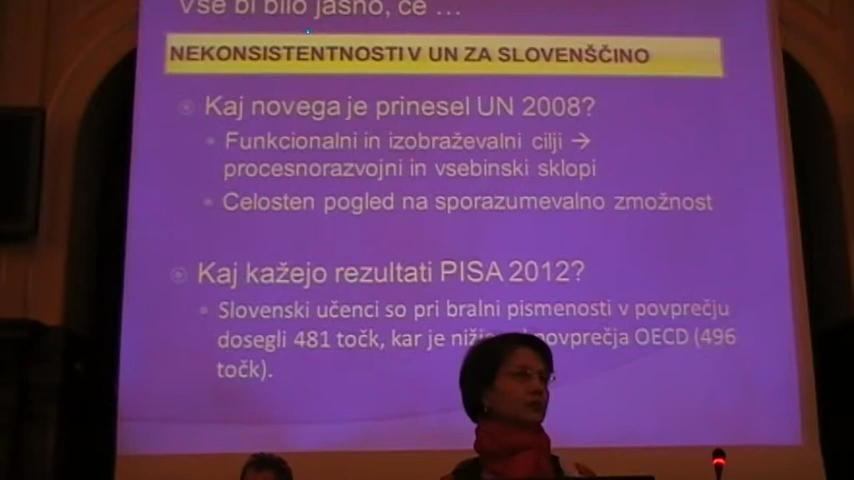 Vse bi bilo jasno, če …
NEKONSISTENTNOSTI V UN ZA SLOVENŠČINO
Kaj novega je prinesel UN 2008?
Funkcionalni in izobraževalni cilji →
procesnorazvojni in vsebinski sklopi
Celosten pogled na sporazumevalno zmožnost
Kaj kažejo rezultati PISA 2012?
Slovenski učenci so pri bralni pismenosti v povprečju
dosegli 481 točk, kar je povprečja OECD (496
točk).